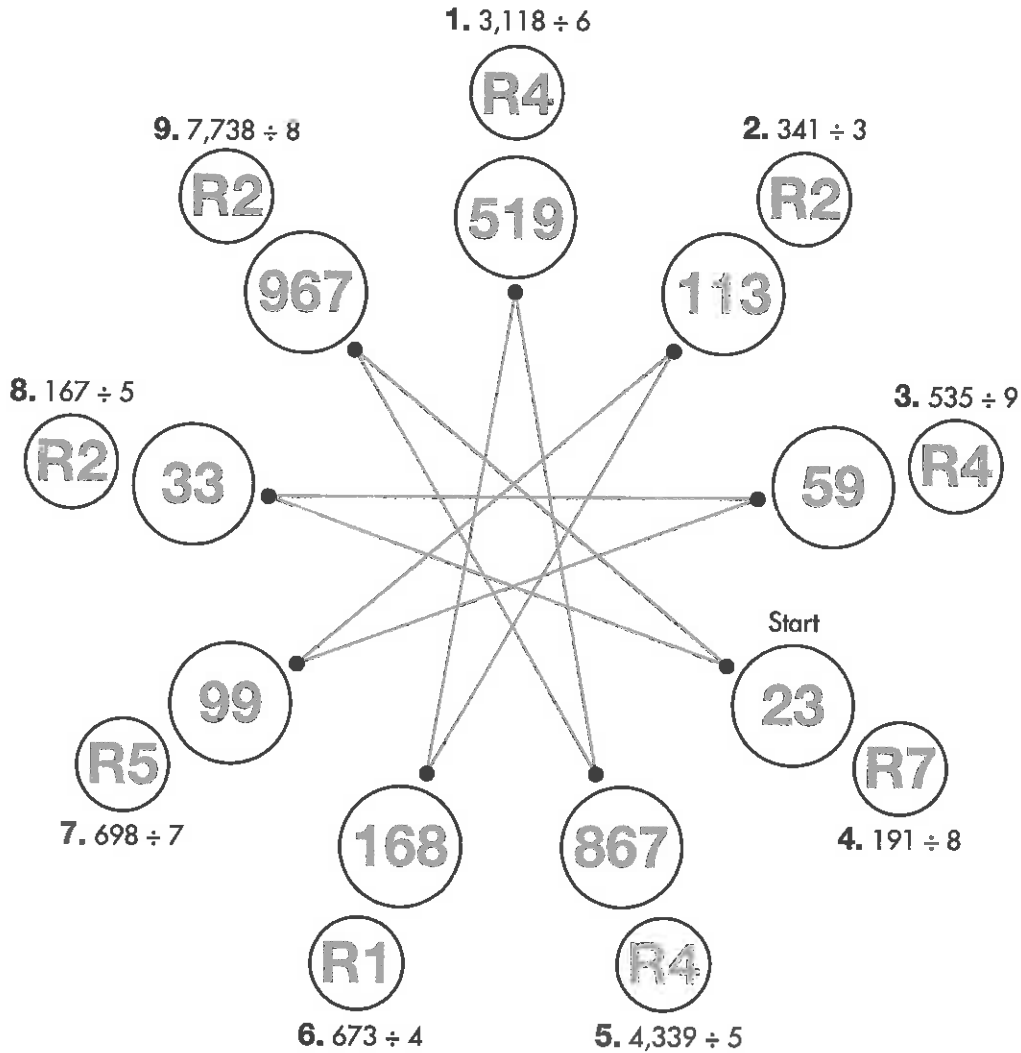 1. 3,118 ÷ 6
R4
519
2. 341 ÷ 3
R2
113
3. 535 ÷ 9
R4
59
Start
23
R7
4. 191 ÷ 8
867
R4
5. 4,339 ÷ 5
168
R1
6. 673 ÷ 4
99
R5
7. 698 ÷ 7
8. 167 ÷ 5
R2
33
9. 7,738 ÷ 8
R2
967